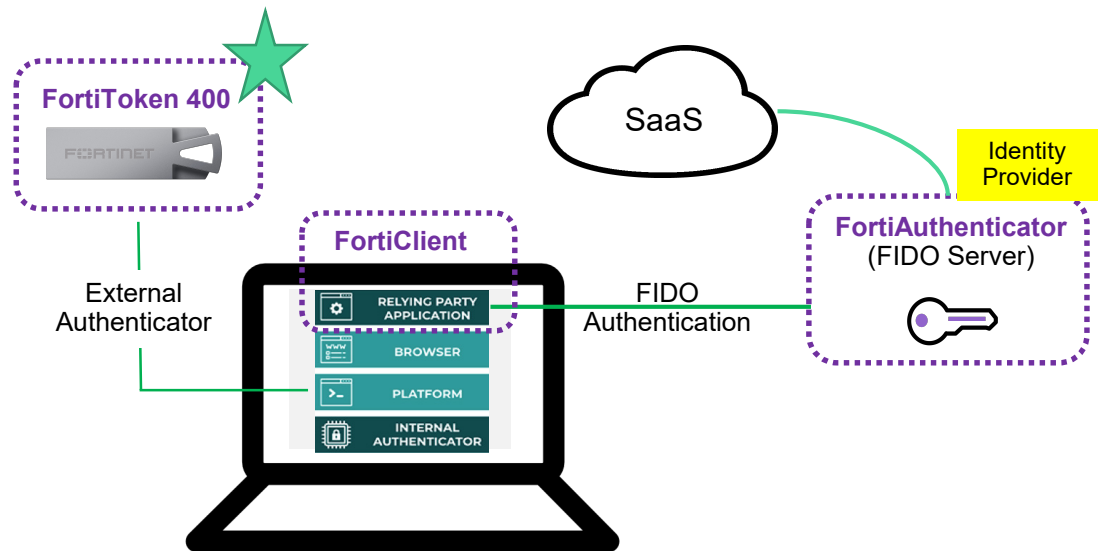 FortiToken 400
FORTINET
SaaS
Identity
Provider
FortiClient
FortiAuthenticator
(FIDO Server)
External
Authenticator
RELYING PARTY
APPLICATION
FIDO
Authentication
WWW
BROWSER
PLATFORM
INTERNAL
AUTHENTICATOR